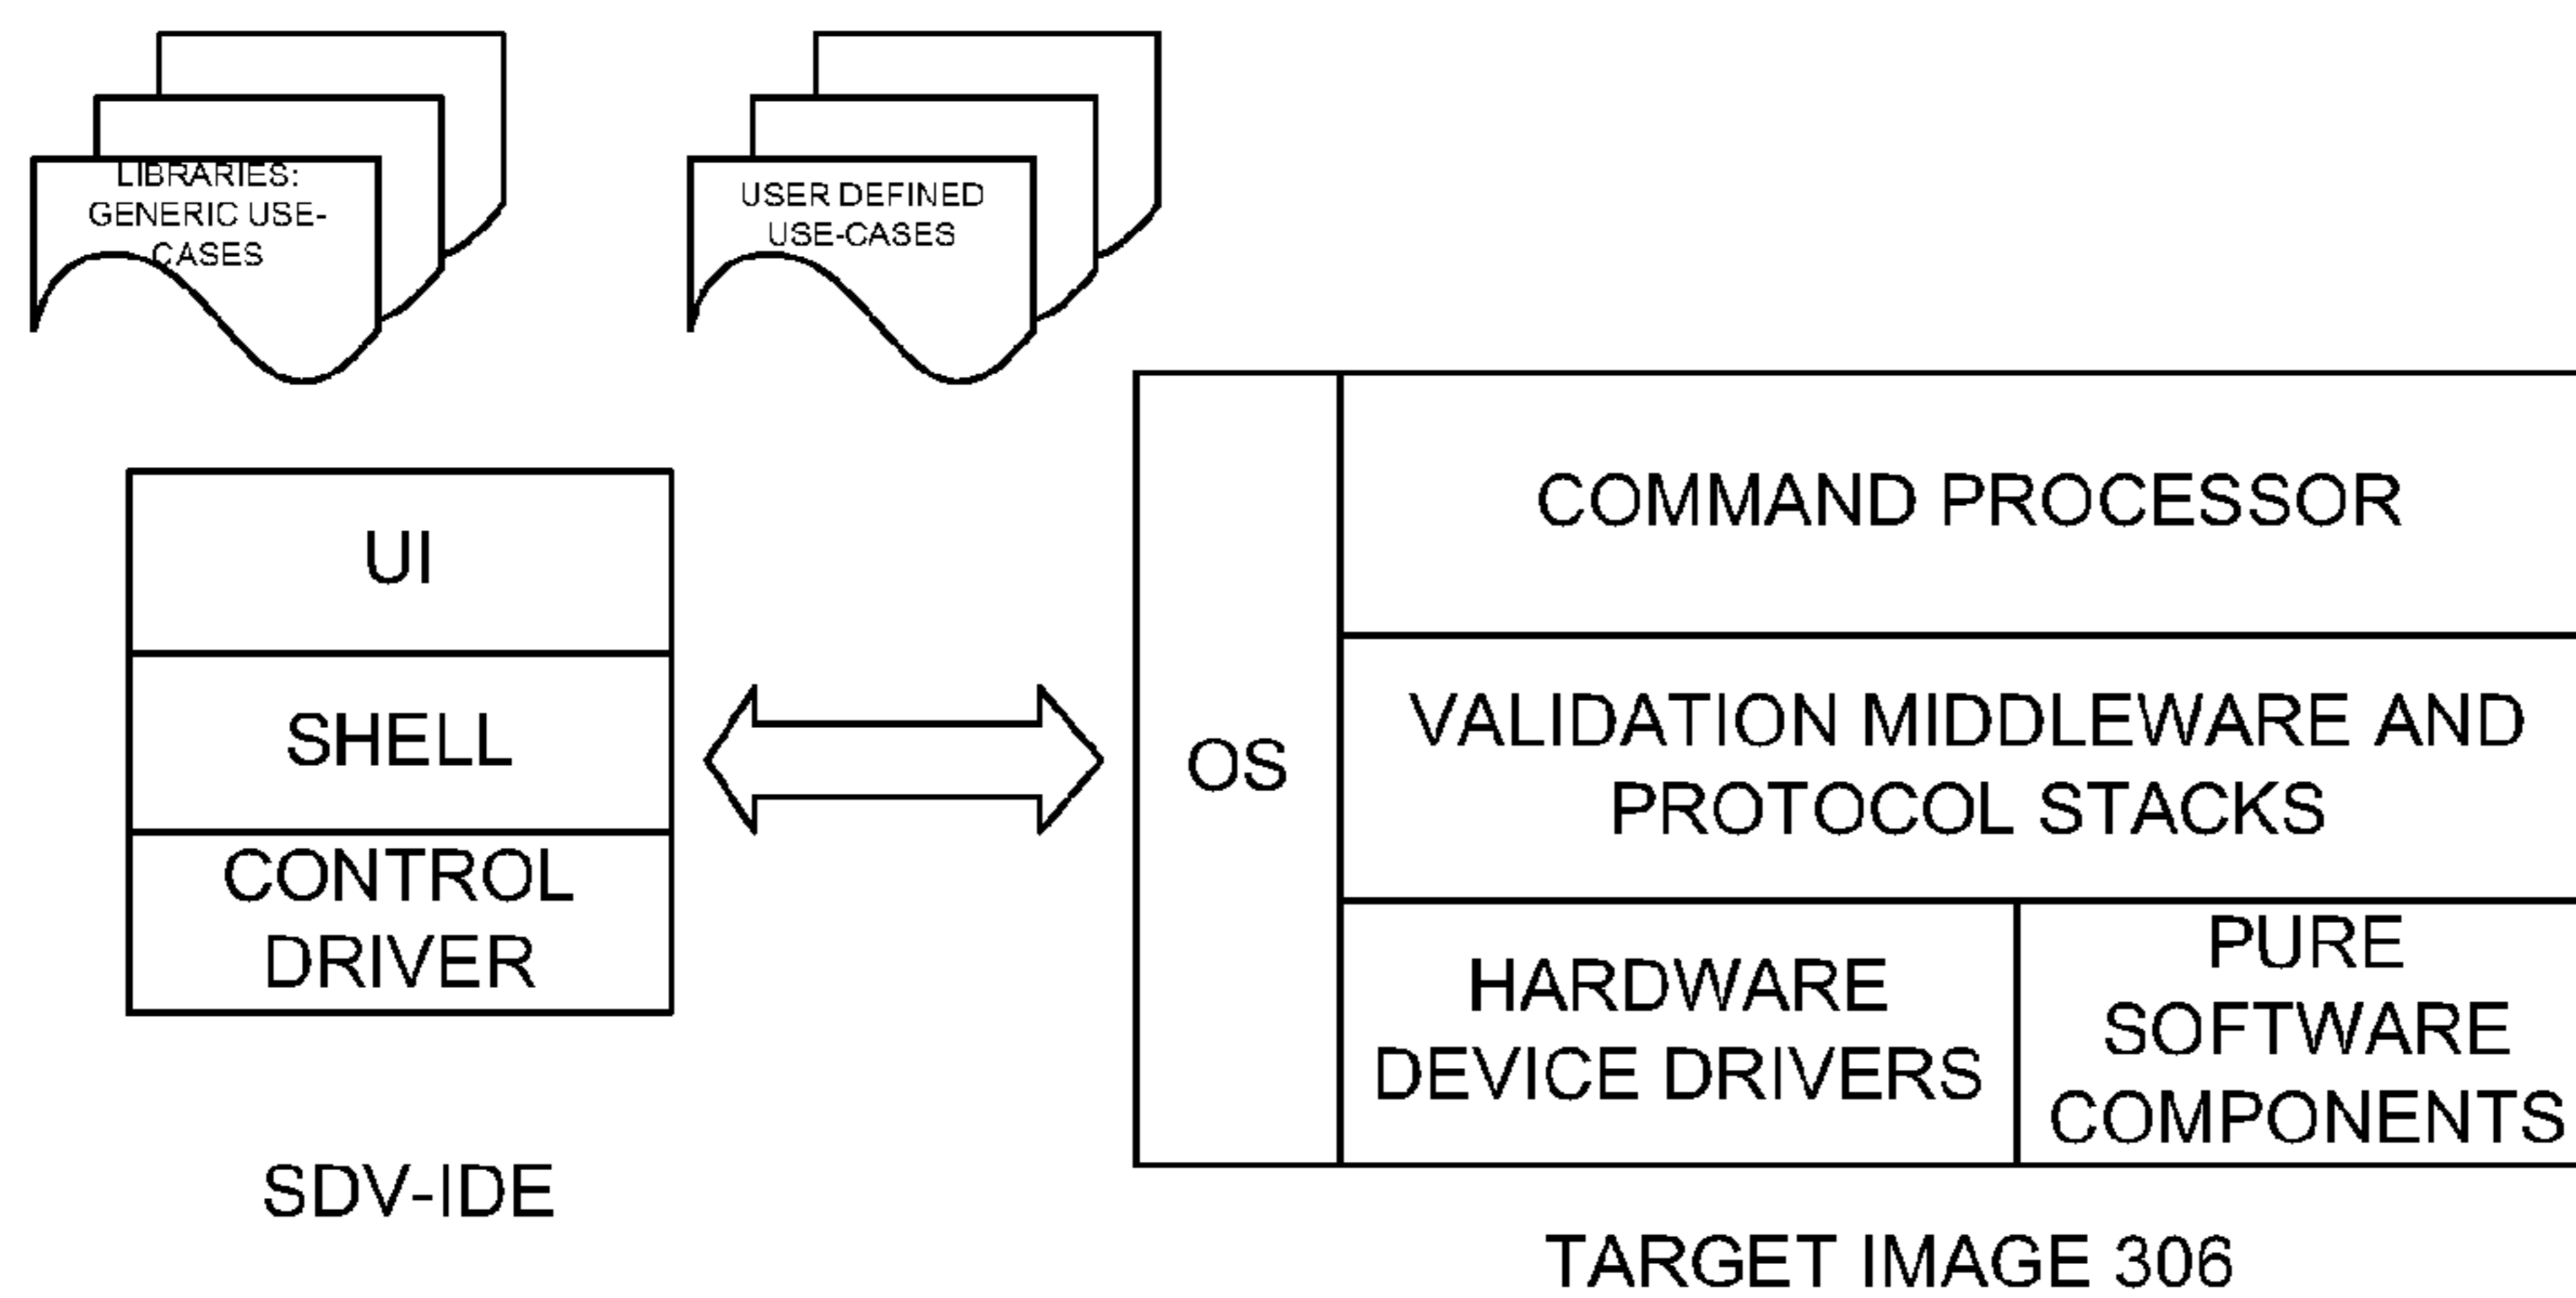 LIBRARIES:
GENERIC USE-
CASES
USER DEFINED
USE-CASES
UI
SHELL
CONTROL
DRIVER
SDV-IDE
OS
COMMAND PROCESSOR
VALIDATION MIDDLEWARE AND
PROTOCOL STACKS
HARDWARE
DEVICE DRIVERS
PURE
SOFTWARE
COMPONENTS
TARGET IMAGE 306